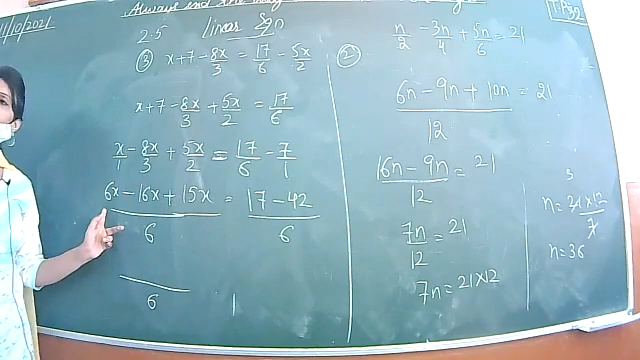 11/10/2021
Always and
T.P
linear Eqn
2.5
③ x+7-8x/3 = 17/6 - 5x/2
x+7-8x/3 + 5x/2 = 17/6
x/1 - 8x/3 + 5x/2 = 17/6 - 7/1
6x-16x+15x/6 = 17-42/6
6
② n/2 - 3n/4 + 5n/6 = 21
6n-9n+10n/12 = 21
16n-9n/12 = 21
7n/12 = 21
7n = 21×12
3
n = 21×12/7
n = 36